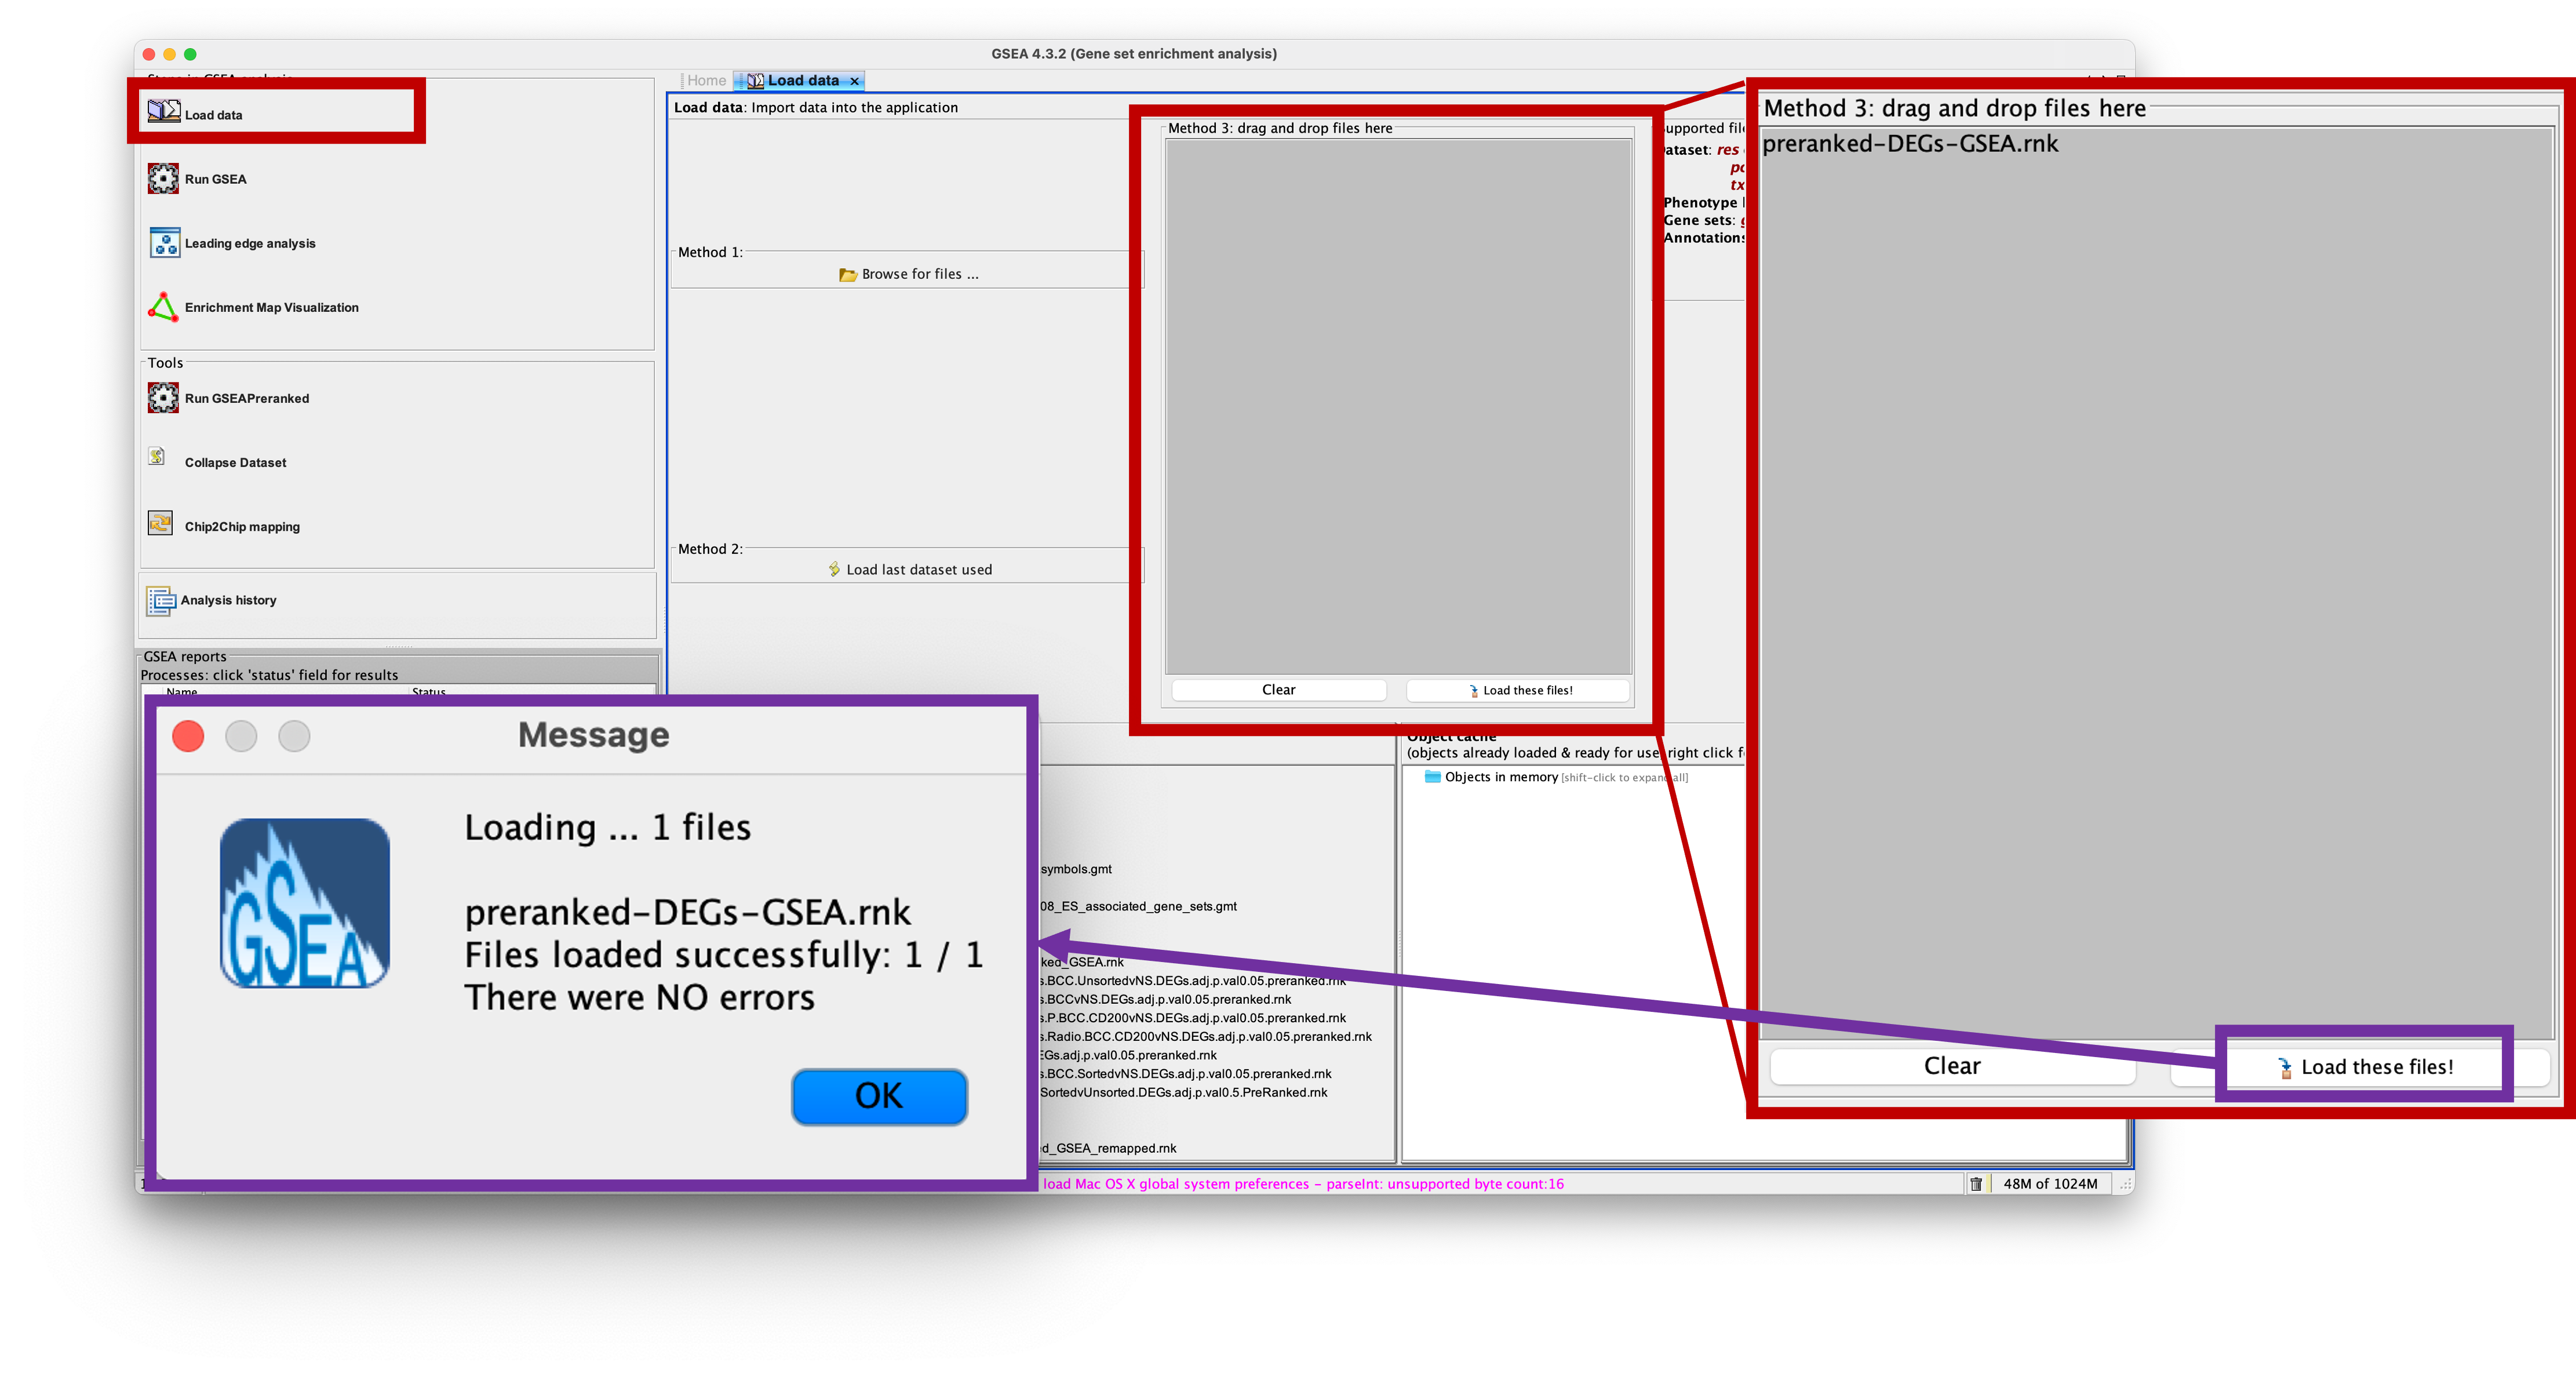 GSEA 4.3.2 (Gene set enrichment analysis)
Steps in GSEA analysis
Load data
Run GSEA
Leading edge analysis
Enrichment Map Visualization
Tools
Run GSEAPreranked
Collapse Dataset
Chip2Chip mapping
Analysis history
GSEA reports
Processes: click 'status' field for results
Name Status
Home Load data
Load data: Import data into the application
Method 1:
Browse for files ...
Method 2:
Load last dataset used
Method 3: drag and drop files here
Clear Load these files!
Dataset: res
Phenotype
Gene sets:
Annotations
Method 3: drag and drop files here
preranked-DEGs-GSEA.rnk
Clear Load these files!
Message
Loading ... 1 files
preranked-DEGs-GSEA.rnk
Files loaded successfully: 1 / 1
There were NO errors
OK
GSEA
symbols.gmt
08_ES_associated_gene_sets.gmt
ked_GSEA.rnk
s.BCC.UnsortedvNS.DEGs.adj.p.val0.05.preranked.rnk
s.BCCvNS.DEGs.adj.p.val0.05.preranked.rnk
s.P.BCC.CD200vNS.DEGs.adj.p.val0.05.preranked.rnk
s.Radio.BCC.CD200vNS.DEGs.adj.p.val0.05.preranked.rnk
EGs.adj.p.val0.05.preranked.rnk
s.BCC.SortedvNS.DEGs.adj.p.val0.05.preranked.rnk
SortedvUnsorted.DEGs.adj.p.val0.5.PreRanked.rnk
ed_GSEA_remapped.rnk
Object cache
(objects already loaded & ready for use right click
Objects in memory [shift-click to expand all]
load Mac OS X global system preferences - parseInt: unsupported byte count:16
48M of 1024M